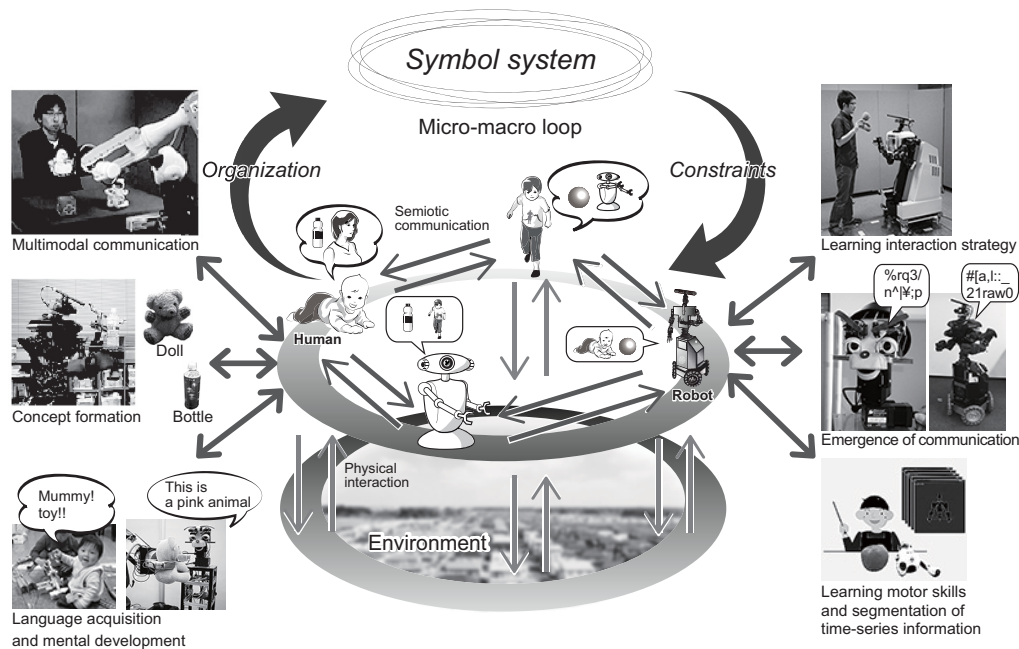 Symbol system
Micro-macro loop
Organization
Constraints
Multimodal communication
Semiotic
communication
Learning interaction strategy
%rq3/
n^|¥;p
#[a,l::_
21raw0
Human
Doll
Robot
Concept formation
Bottle
Emergence of communication
Physical
interaction
Mummy!
toy!!
This is
a pink animal
Environment
Language acquisition
and mental development
Learning motor skills
and segmentation of
time-series information